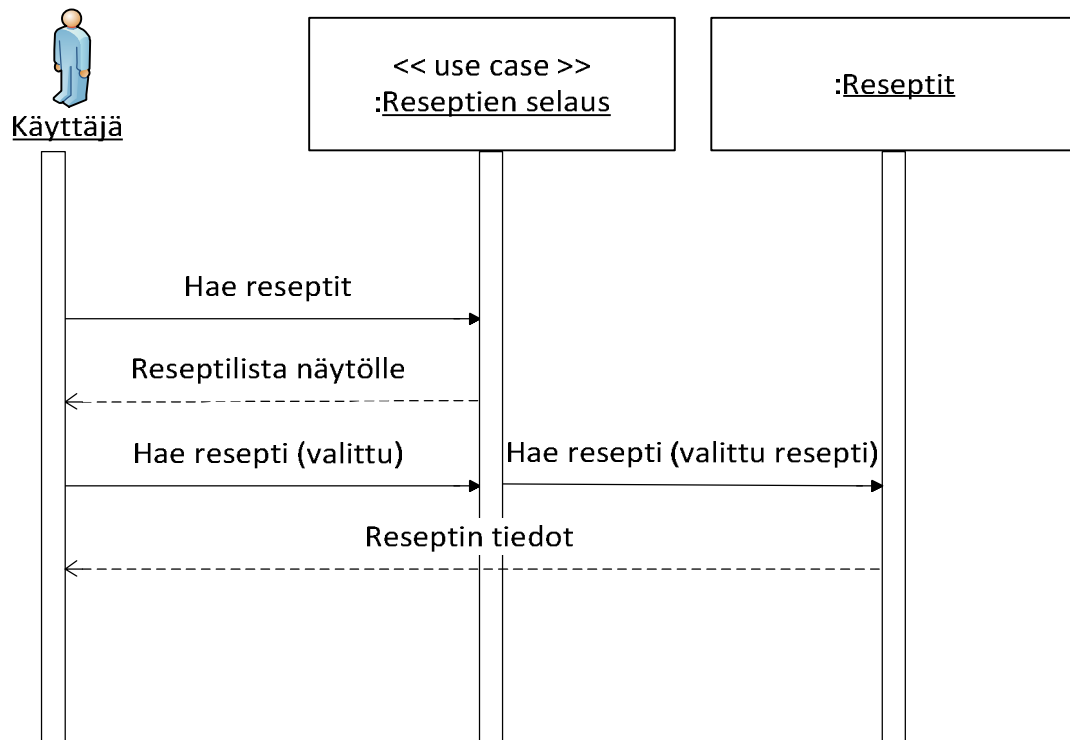 << use case >>
:Reseptien selaus
:Reseptit
Käyttäjä
Hae reseptit
Reseptilista näytölle
Hae resepti (valittu)
Hae resepti (valittu resepti)
Reseptin tiedot